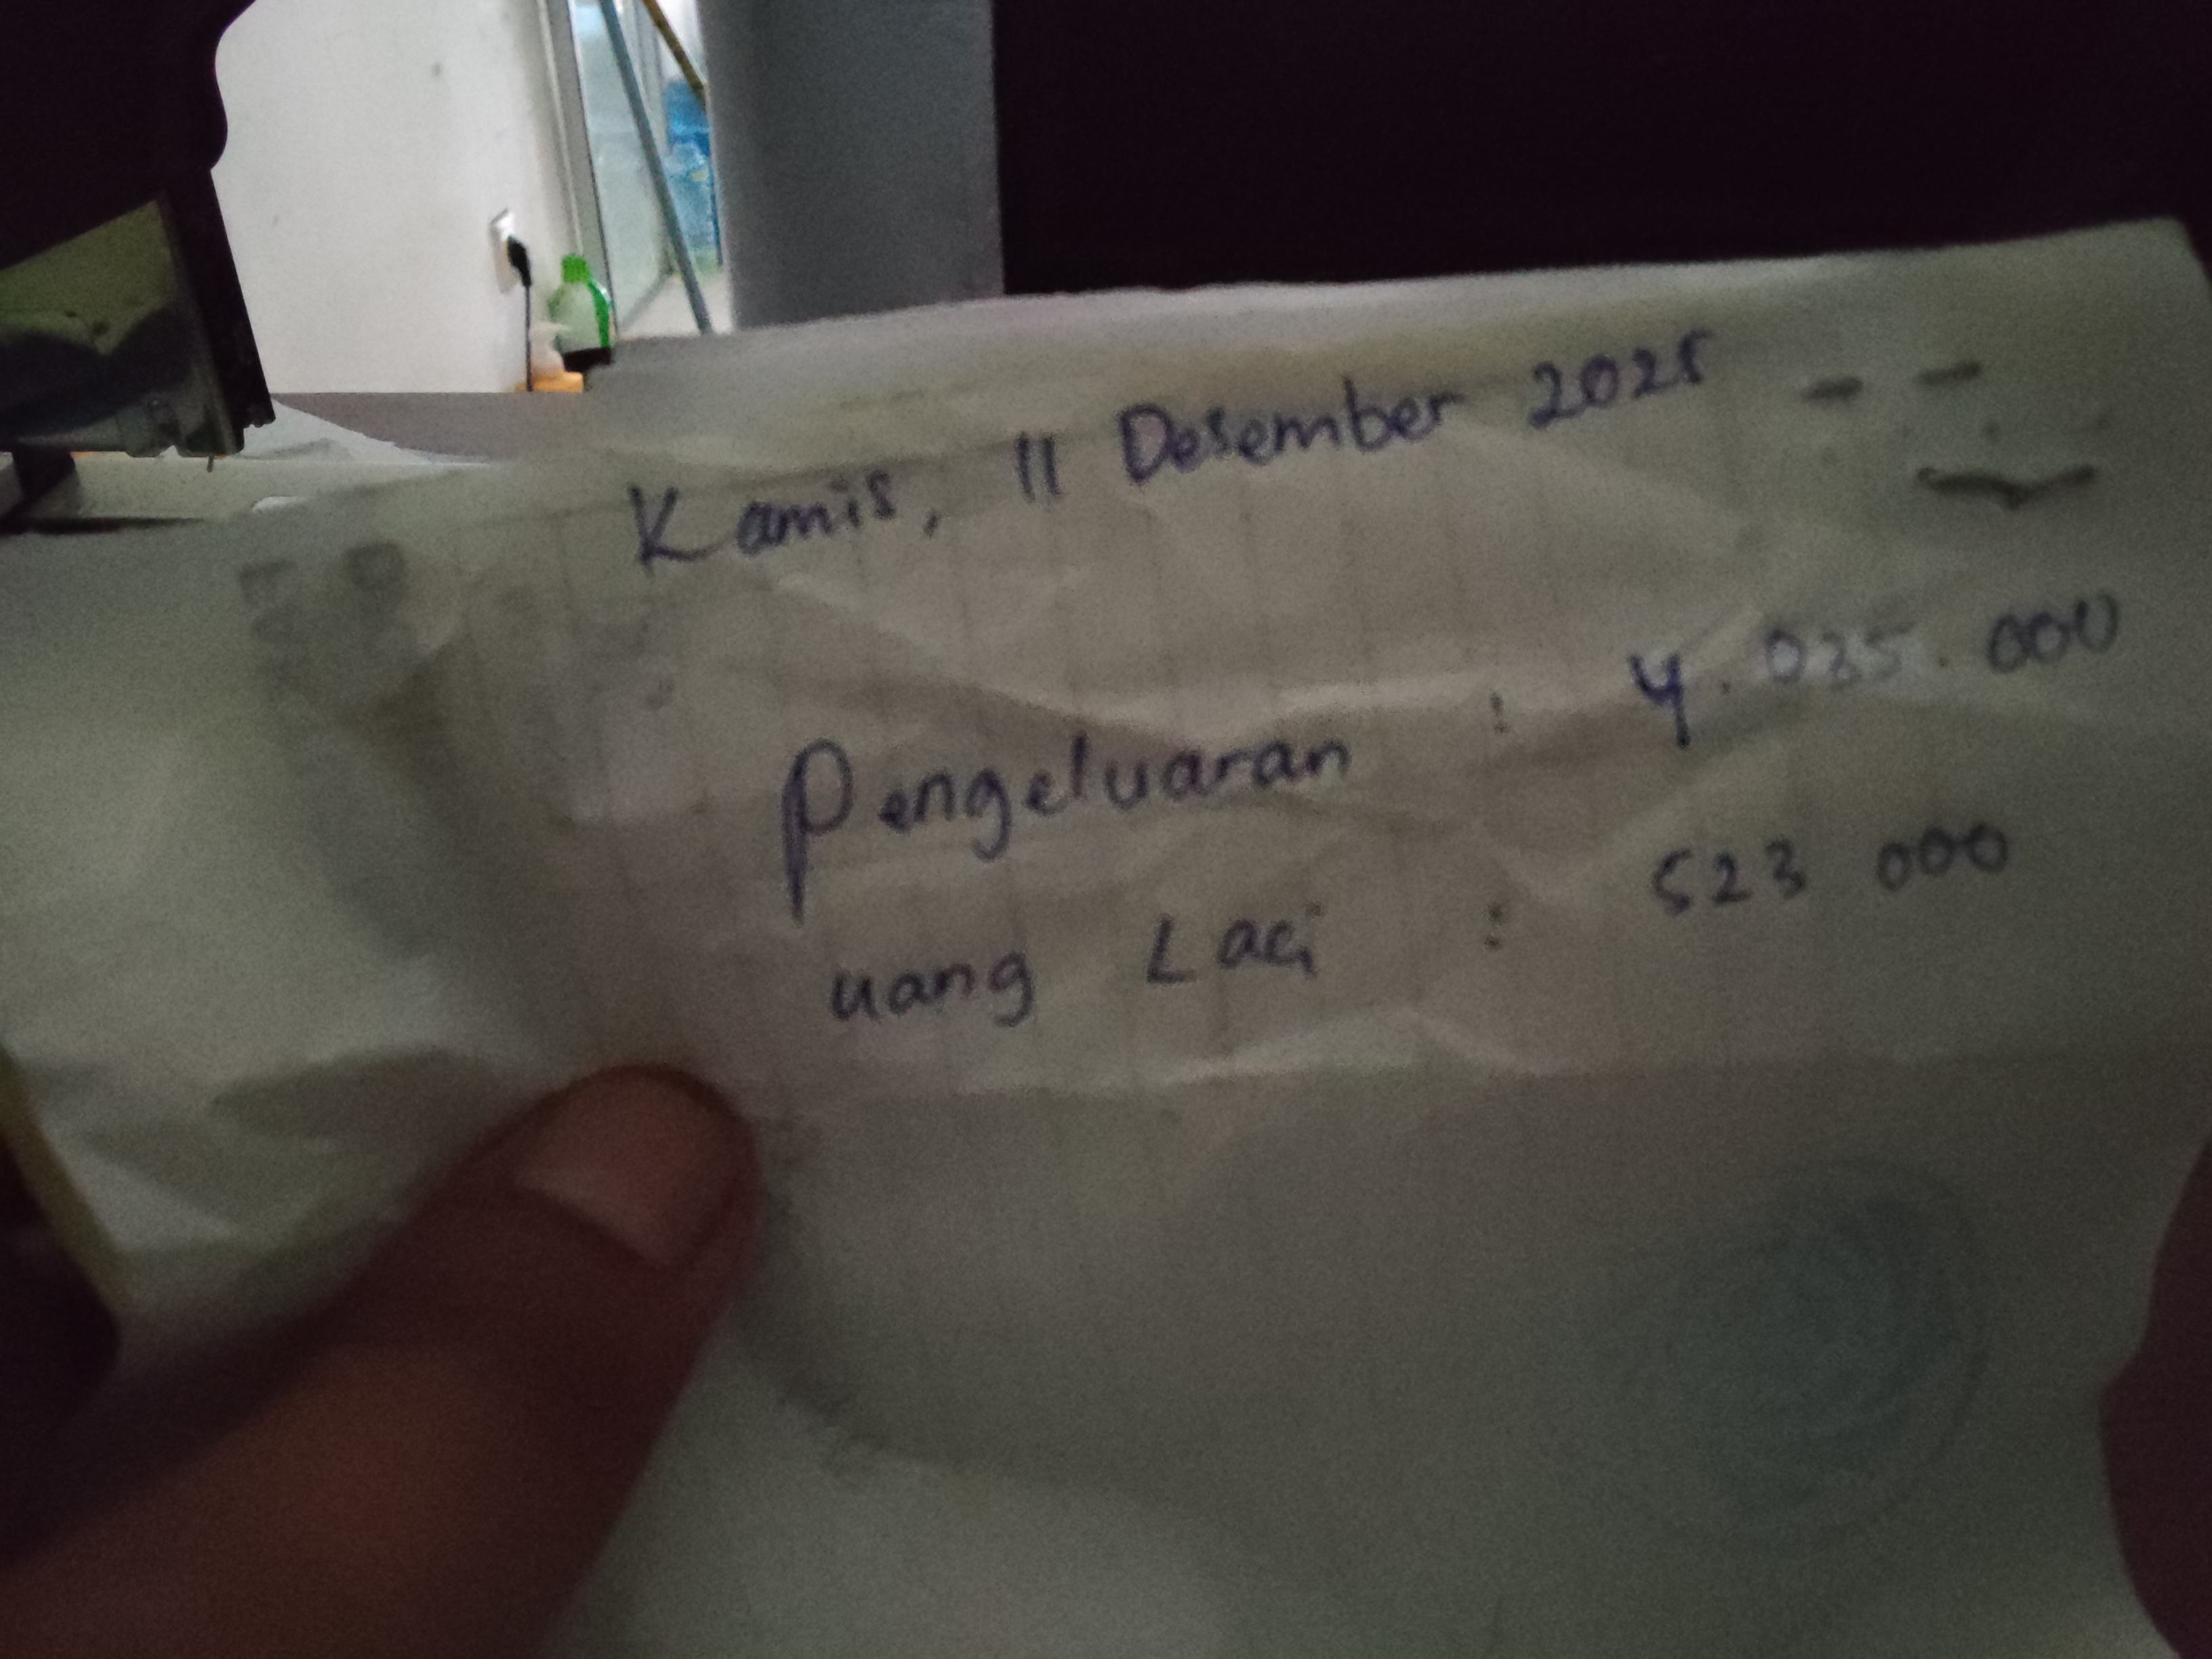 Kamis, 11 Desember 2025
Pengeluaran : 4.035.000
uang Laci : 523 000